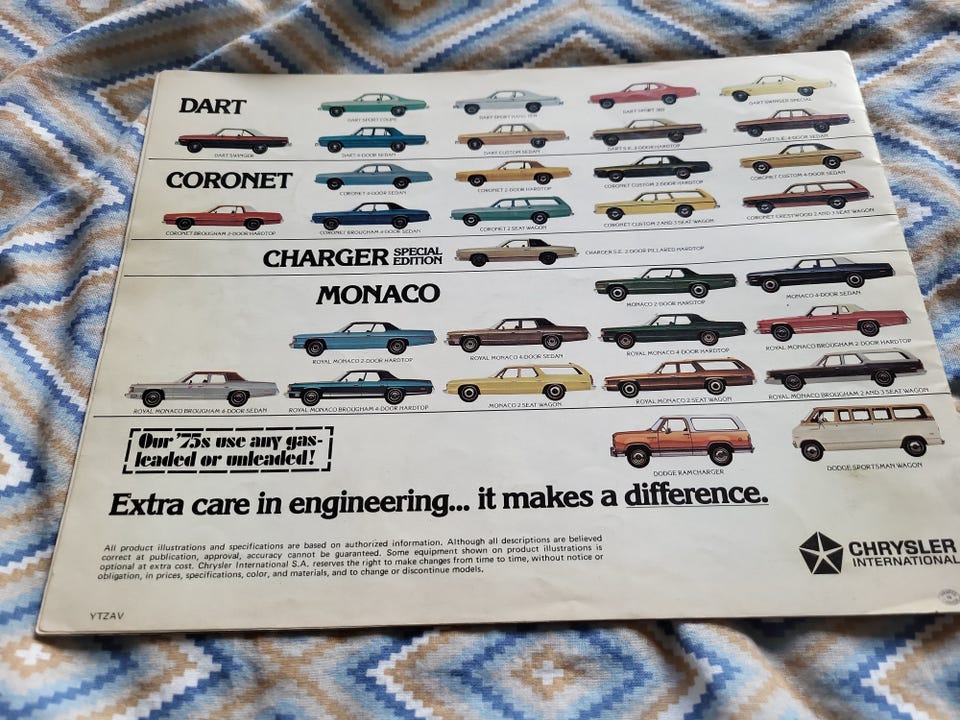 DART
DART SPORT COUPE
DART SPORT HANG TEN
DART SPORT 360
DART SWINGER SPECIAL
DART SWINGER
DART 4-DOOR SEDAN
DART CUSTOM SEDAN
DART S.E. 2-DOOR HARDTOP
DART S.E. 4-DOOR SEDAN
CORONET
CORONET 4-DOOR SEDAN
CORONET 2-DOOR HARDTOP
CORONET CUSTOM 2-DOOR HARDTOP
CORONET CUSTOM 4-DOOR SEDAN
CORONET BROUGHAM 2-DOOR HARDTOP
CORONET BROUGHAM 4-DOOR SEDAN
CORONET 2 SEAT WAGON
CORONET CUSTOM 2 AND 3 SEAT WAGON
CORONET CRESTWOOD 2 AND 3 SEAT WAGON
CHARGER SPECIAL EDITION
CHARGER S.E. 2-DOOR PILLARED HARDTOP
MONACO
MONACO 2-DOOR HARDTOP
MONACO 4-DOOR SEDAN
ROYAL MONACO 2-DOOR HARDTOP
ROYAL MONACO 4-DOOR SEDAN
ROYAL MONACO 4-DOOR HARDTOP
ROYAL MONACO BROUGHAM 2-DOOR HARDTOP
ROYAL MONACO BROUGHAM 4-DOOR SEDAN
ROYAL MONACO BROUGHAM 4-DOOR HARDTOP
MONACO 2 SEAT WAGON
ROYAL MONACO 2 SEAT WAGON
ROYAL MONACO BROUGHAM 2 AND 3 SEAT WAGON
Our '75s use any gas-
leaded or unleaded!
DODGE RAMCHARGER
DODGE SPORTSMAN WAGON
Extra care in engineering... it makes a difference.
All product illustrations and specifications are based on authorized information. Although all descriptions are believed
correct at publication, approval, accuracy cannot be guaranteed. Some equipment shown on product illustrations is
optional at extra cost. Chrysler International S.A. reserves the right to make changes from time to time, without notice or
obligation, in prices, specifications, color, and materials, and to change or discontinue models.
CHRYSLER
INTERNATIONAL
YTZAV